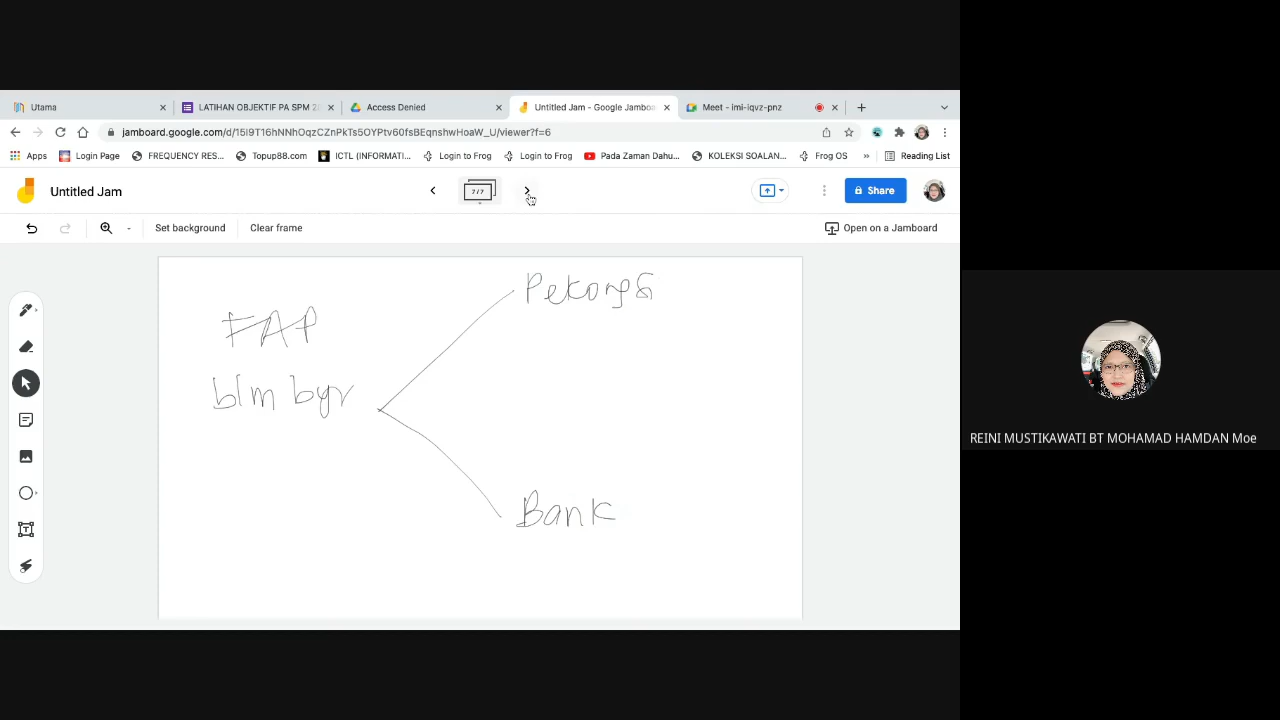 Utama
LATIHAN OBJEKTIF PA SPM 2
Access Denied
Untitled Jam - Google Jamboa
Meet - imi-iqvz-pnz
jamboard.google.com/d/15I9T16hNNhOqzCZnPkTs5OYPtv60fsBEqnshwHoaW_U/viewer?f=6
Apps
Login Page
FREQUENCY RES...
Topup88.com
ICTL (INFORMATI...
Login to Frog
Login to Frog
Pada Zaman Dahu...
KOLEKSI SOALAN...
Frog OS
»
Reading List
Untitled Jam
7/7
Share
Set background
Clear frame
Open on a Jamboard
FAP
blm byr
Bank
REINI MUSTIKAWATI BT MOHAMAD HAMDAN Moe